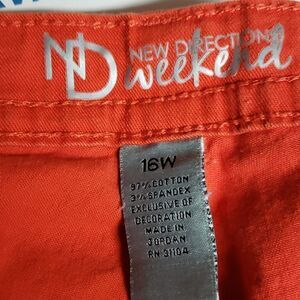 ND NEW DIRECTIONS
weekend
16W
97% COTTON
3% SPANDEX
EXCLUSIVE OF
DECORATION
MADE IN
JORDAN
RN 31104